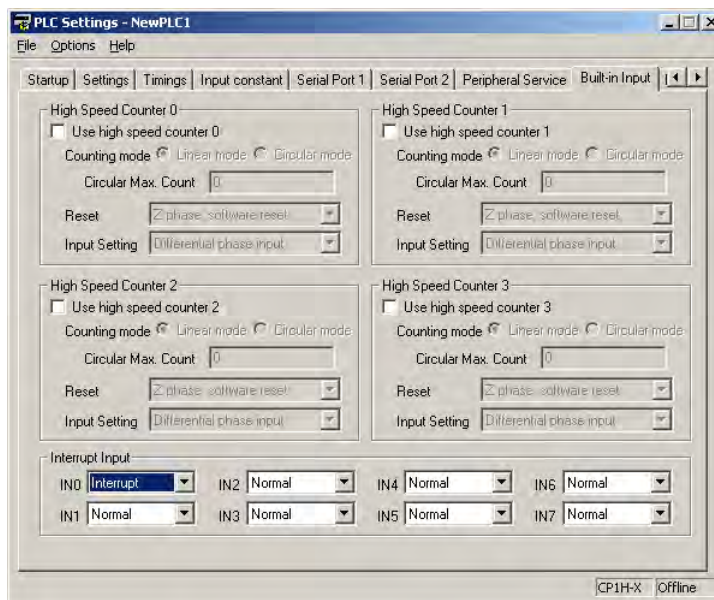 PLC Settings - NewPLC1
File Options Help
Startup Settings Timings Input constant Serial Port 1 Serial Port 2 Peripheral Service Built-in Input
High Speed Counter 0
Use high speed counter 0
Counting mode Linear mode Circular mode
Circular Max. Count 0
Reset Z phase, software reset
Input Setting Differential phase input
High Speed Counter 1
Use high speed counter 1
Counting mode Linear mode Circular mode
Circular Max. Count 0
Reset Z phase, software reset
Input Setting Differential phase input
High Speed Counter 2
Use high speed counter 2
Counting mode Linear mode Circular mode
Circular Max. Count 0
Reset Z phase, software reset
Input Setting Differential phase input
High Speed Counter 3
Use high speed counter 3
Counting mode Linear mode Circular mode
Circular Max. Count 0
Reset Z phase, software reset
Input Setting Differential phase input
Interrupt Input
IN0 Interrupt IN2 Normal IN4 Normal IN6 Normal
IN1 Normal IN3 Normal IN5 Normal IN7 Normal
CP1H-X Offline